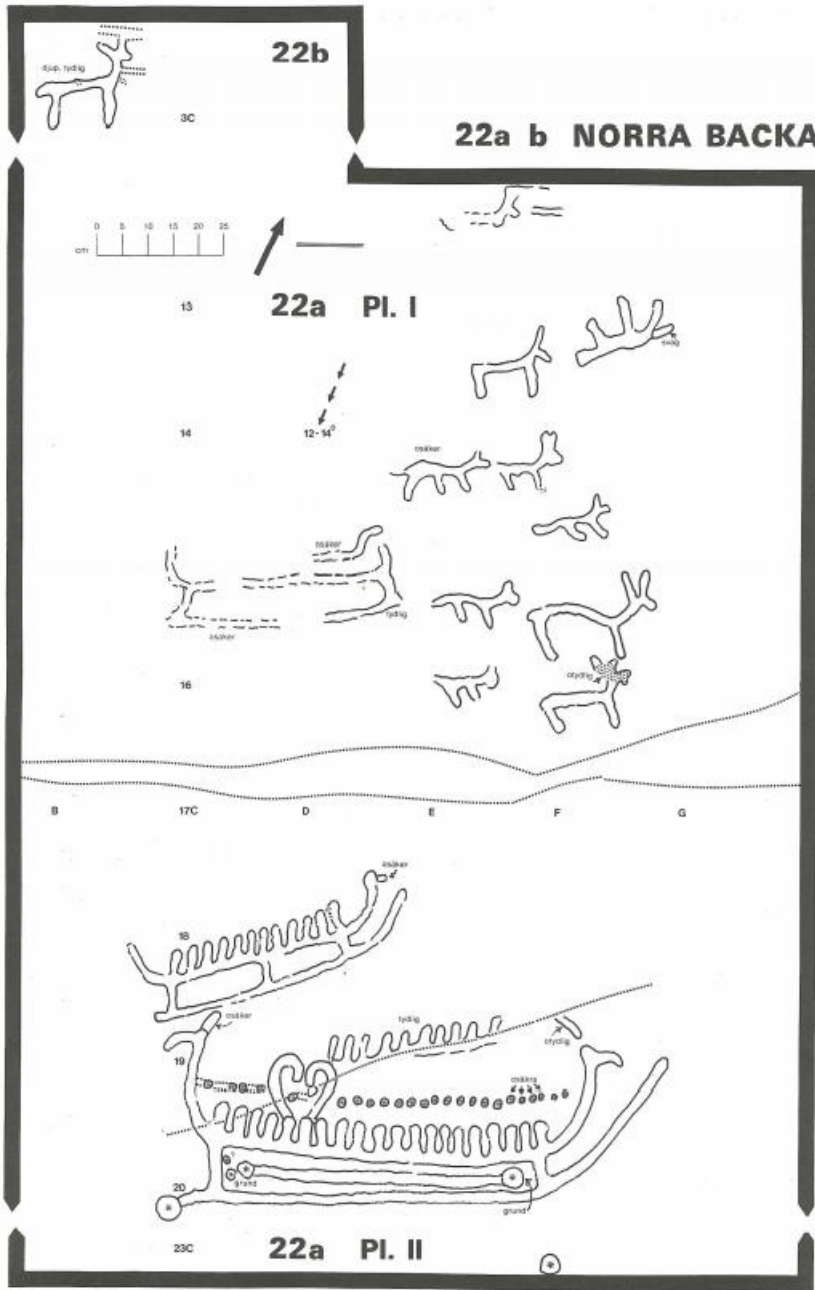 22b
djup, tydlig
3C
22a b NORRA BACKA
0 5 10 15 20 25
cm
13
22a Pl. I
svag
14
12-14°
osäker
osäker
tydlig
osäker
16
otydlig
B 17C D E F G
osäker
18
osäker
tydlig
otydlig
19
osäkra
?
20
grund
grund
23C
22a Pl. II